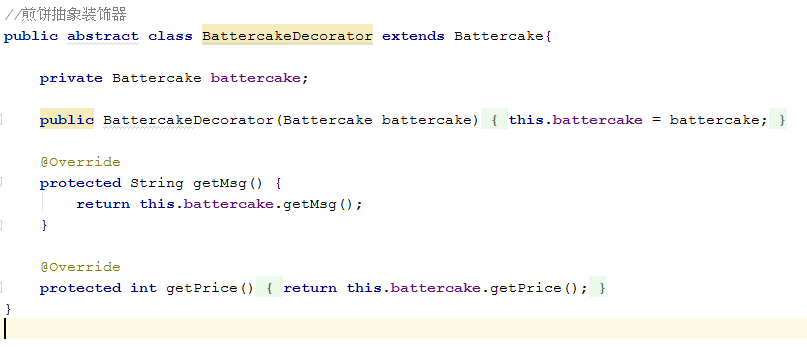 //煎饼抽象装饰器
public abstract class BattercakeDecorator extends Battercake{
private Battercake battercake;
public BattercakeDecorator(Battercake battercake) { this.battercake = battercake; }
@Override
protected String getMsg() {
return this.battercake.getMsg();
}
@Override
protected int getPrice() { return this.battercake.getPrice(); }
}